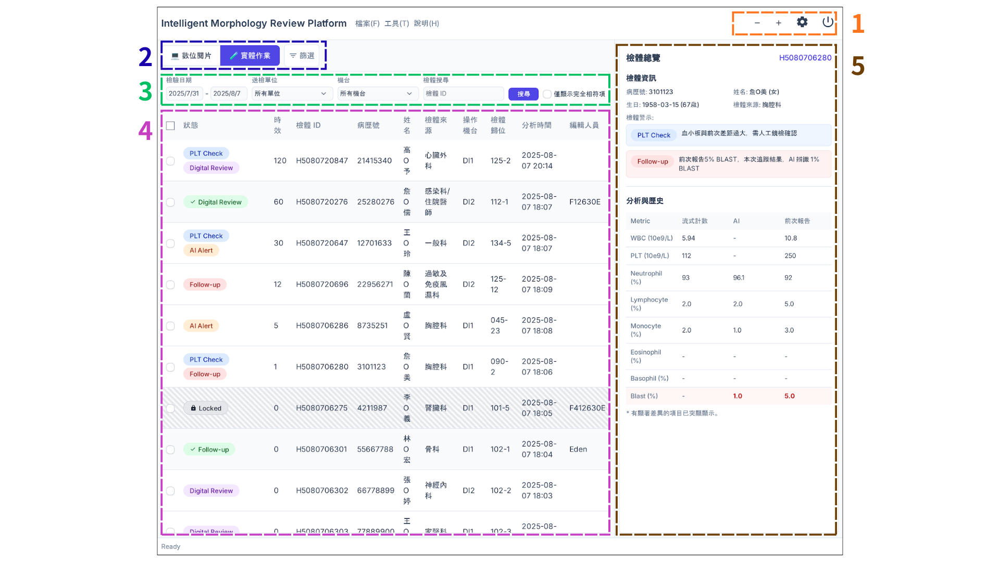 Intelligent Morphology Review Platform 檔案(F) 工具(T) 說明(H)
− +
1
2
數位閱片 實體作業 篩選
3
檢驗日期 送檢單位 機台 檢體搜尋
2025/7/31 - 2025/8/7 所有單位 所有機台 檢體 ID 搜尋 僅顯示完全相符項
4
狀態 時效 檢體 ID 病歷號 姓名 檢體來源 操作機台 檢體歸位 分析時間 編輯人員
PLT Check Digital Review 120 H5080720847 21415340 高O予 心臟外科 DI1 125-2 2025-08-07 20:14
✓ Digital Review 60 H5080720276 25280276 詹O儒 感染科/住院醫師 DI2 112-1 2025-08-07 18:07 F12630E
PLT Check AI Alert 30 H5080720647 12701633 王O玲 一般科 DI2 134-5 2025-08-07 18:07
Follow-up 12 H5080720696 22956271 陳O蘭 過敏及免疫風濕科 DI2 125-12 2025-08-07 18:09
AI Alert 5 H5080706286 8735251 盧O賢 胸腔科 DI1 045-23 2025-08-07 18:08
PLT Check Follow-up 1 H5080706280 3101123 詹O美 胸腔科 DI1 090-2 2025-08-07 18:06
Locked 0 H5080706275 4211987 李O義 腎臟科 DI1 101-5 2025-08-07 18:05 F412630E
✓ Follow-up 0 H5080706301 55667788 林O宏 骨科 DI1 102-1 2025-08-07 18:04 Eden
Digital Review 0 H5080706302 66778899 張O婷 神經內科 DI2 102-2 2025-08-07 18:03
Digital Review 0 H5080706303 77889900 王O 家醫科 DI1 102-3 2025-08-
5
檢體總覽 H5080706280
檢體資訊
病歷號: 3101123 姓名: 詹O美 (女)
生日: 1958-03-15 (67歲) 檢體來源: 胸腔科
檢體警示:
PLT Check 血小板與前次差距過大，需人工鏡檢確認
Follow-up 前次報告5% BLAST，本次追蹤結果，AI 辨識 1%
BLAST
分析與歷史
Metric 流式計數 AI 前次報告
WBC (10e9/L) 5.94 - 10.8
PLT (10e9/L) 112 - 250
Neutrophil (%) 93 96.1 92
Lymphocyte (%) 2.0 2.0 5.0
Monocyte (%) 2.0 1.0 3.0
Eosinophil (%) - - -
Basophil (%) - - -
Blast (%) - 1.0 5.0
* 有顯著差異的項目已突顯顯示。
Ready